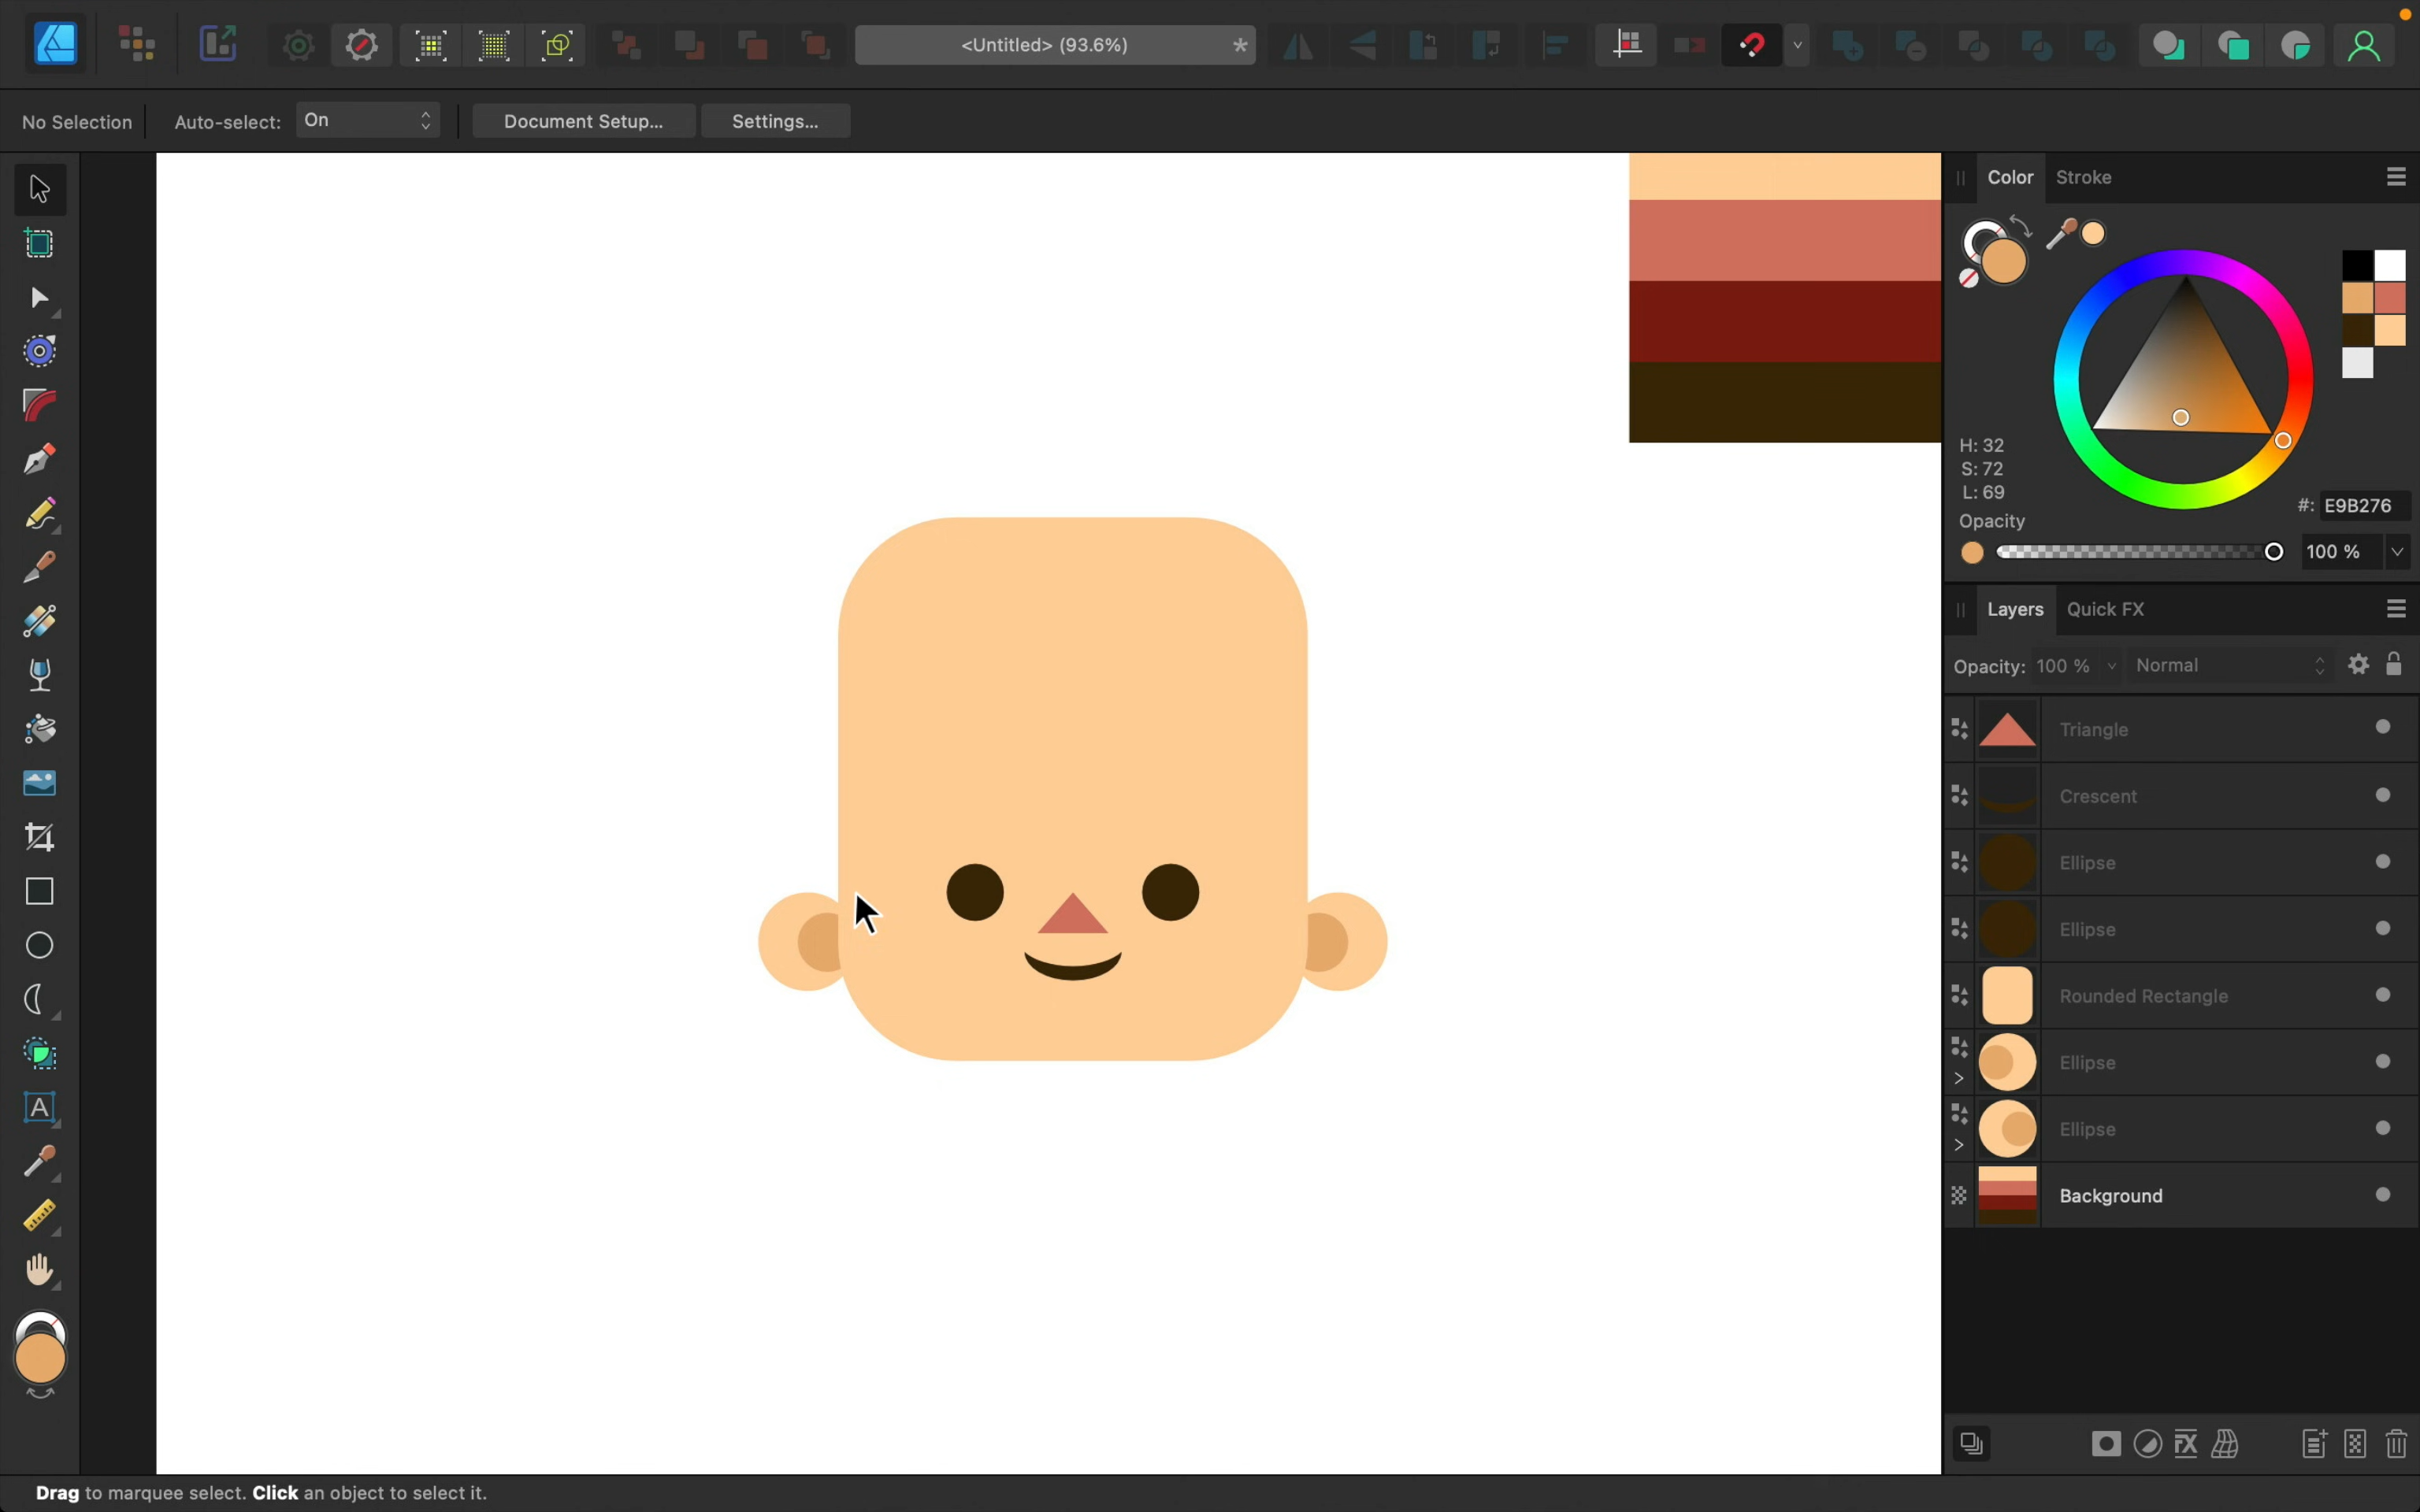 <Untitled> (93.6%)
*
No Selection
Auto-select:
On
Document Setup...
Settings...
Color
Stroke
H: 32
S: 72
L: 69
#: E9B276
Opacity
100 %
Layers
Quick FX
Opacity: 100 %
Normal
Triangle
Crescent
Ellipse
Ellipse
Rounded Rectangle
Ellipse
Ellipse
Background
A
FX
Drag to marquee select. Click an object to select it.